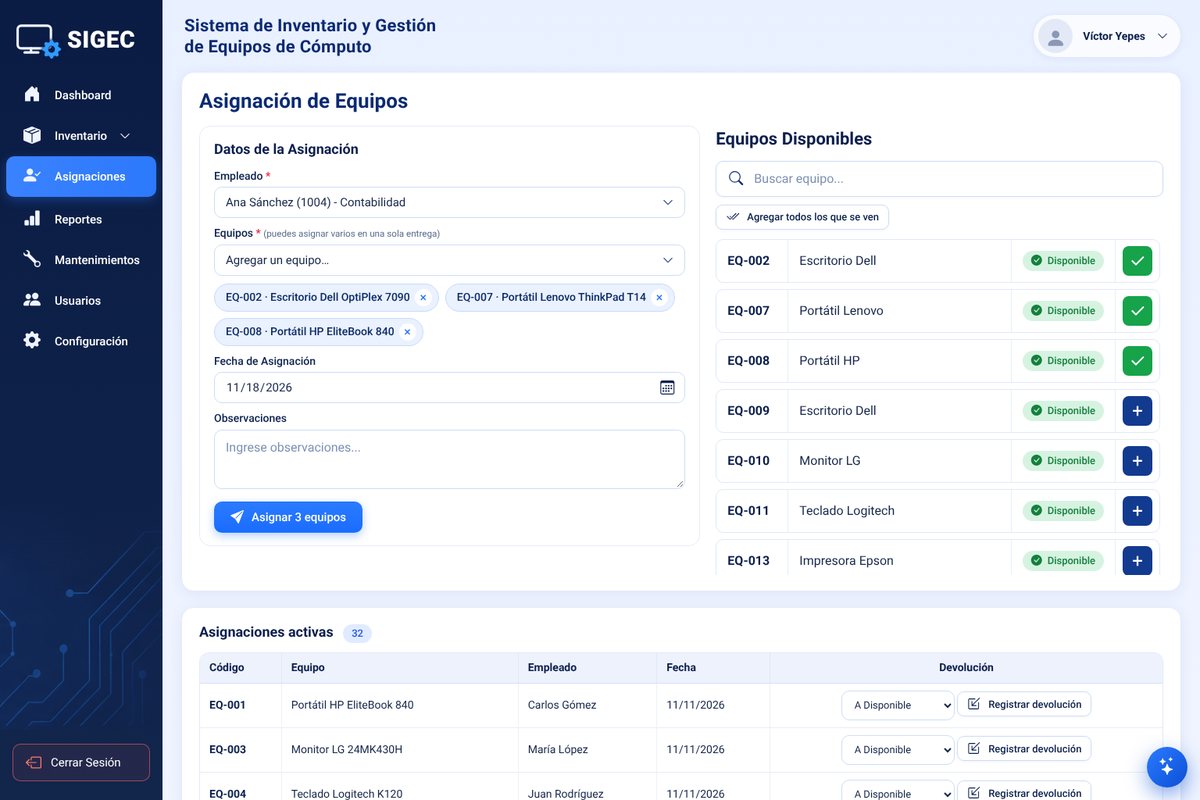 SIGEC
Dashboard
Inventario
Asignaciones
Reportes
Mantenimientos
Usuarios
Configuración
Cerrar Sesión
Sistema de Inventario y Gestión
de Equipos de Cómputo
Víctor Yepes
Asignación de Equipos
Datos de la Asignación
Empleado *
Ana Sánchez (1004) - Contabilidad
Equipos * (puedes asignar varios en una sola entrega)
Agregar un equipo...
EQ-002 · Escritorio Dell OptiPlex 7090 × EQ-007 · Portátil Lenovo ThinkPad T14 ×
EQ-008 · Portátil HP EliteBook 840 ×
Fecha de Asignación
11/18/2026
Observaciones
Ingrese observaciones...
Asignar 3 equipos
Equipos Disponibles
Buscar equipo...
Agregar todos los que se ven
EQ-002 Escritorio Dell Disponible
EQ-007 Portátil Lenovo Disponible
EQ-008 Portátil HP Disponible
EQ-009 Escritorio Dell Disponible +
EQ-010 Monitor LG Disponible +
EQ-011 Teclado Logitech Disponible +
EQ-013 Impresora Epson Disponible +
Asignaciones activas 32
Código Equipo Empleado Fecha Devolución
EQ-001 Portátil HP EliteBook 840 Carlos Gómez 11/11/2026 A Disponible Registrar devolución
EQ-003 Monitor LG 24MK430H María López 11/11/2026 A Disponible Registrar devolución
EQ-004 Teclado Logitech K120 Juan Rodríguez 11/11/2026 A Disponible Registrar devolución